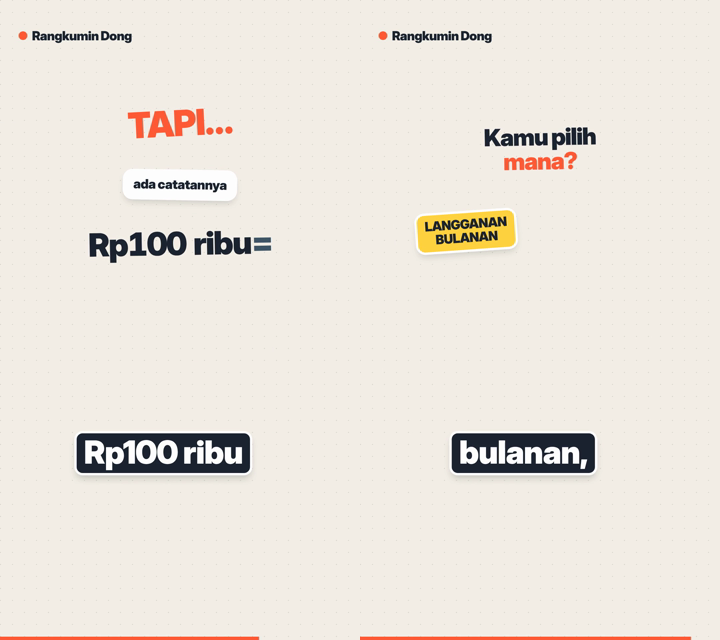 Rangkumin Dong
TAPI...
ada catatannya
Rp100 ribu=
Rp100 ribu
Rangkumin Dong
Kamu pilih
mana?
LANGGANAN
BULANAN
bulanan,